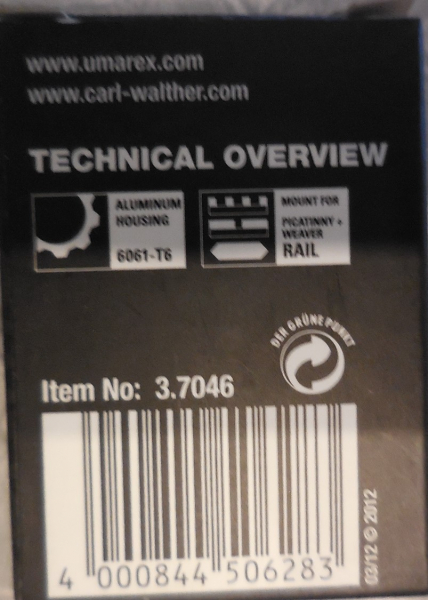 www.umarex.com
www.carl-walther.com
TECHNICAL OVERVIEW
ALUMINUM
HOUSING
6061-T6
MOUNT FOR
PICATINNY +
WEAVER
RAIL
DER GRÜNE PUNKT
Item No: 3.7046
4 000844 506283
03/12 © 2012